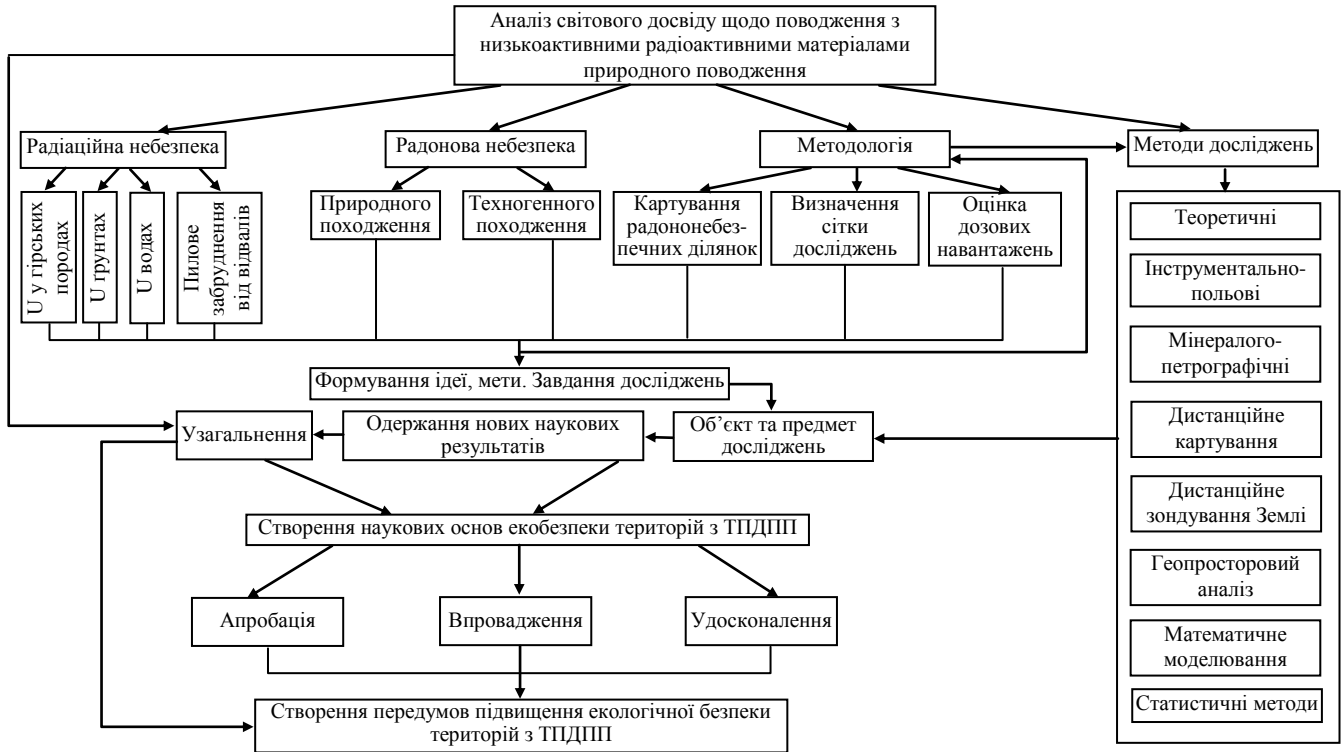 Аналіз світового досвіду щодо поводження з
низькоактивними радіоактивними матеріалами
природного поводження
Радіаційна небезпека
Радонова небезпека
Методологія
Методи досліджень
U у гірських
породах
U ґрунтах
U водах
Пилове
забруднення
від відвалів
Природного
походження
Техногенного
походження
Картування
радононебез-
печних ділянок
Визначення
сітки
досліджень
Оцінка
дозових
навантажень
Теоретичні
Інструментально-
польові
Мінералого-
петрографічні
Дистанційне
картування
Дистанційне
зондування Землі
Геопросторовий
аналіз
Математичне
моделювання
Статистичні методи
Формування ідеї, мети. Завдання досліджень
Узагальнення
Одержання нових наукових
результатів
Об’єкт та предмет
досліджень
Створення наукових основ екобезпеки територій з ТПДПП
Апробація
Впровадження
Удосконалення
Створення передумов підвищення екологічної безпеки
територій з ТПДПП